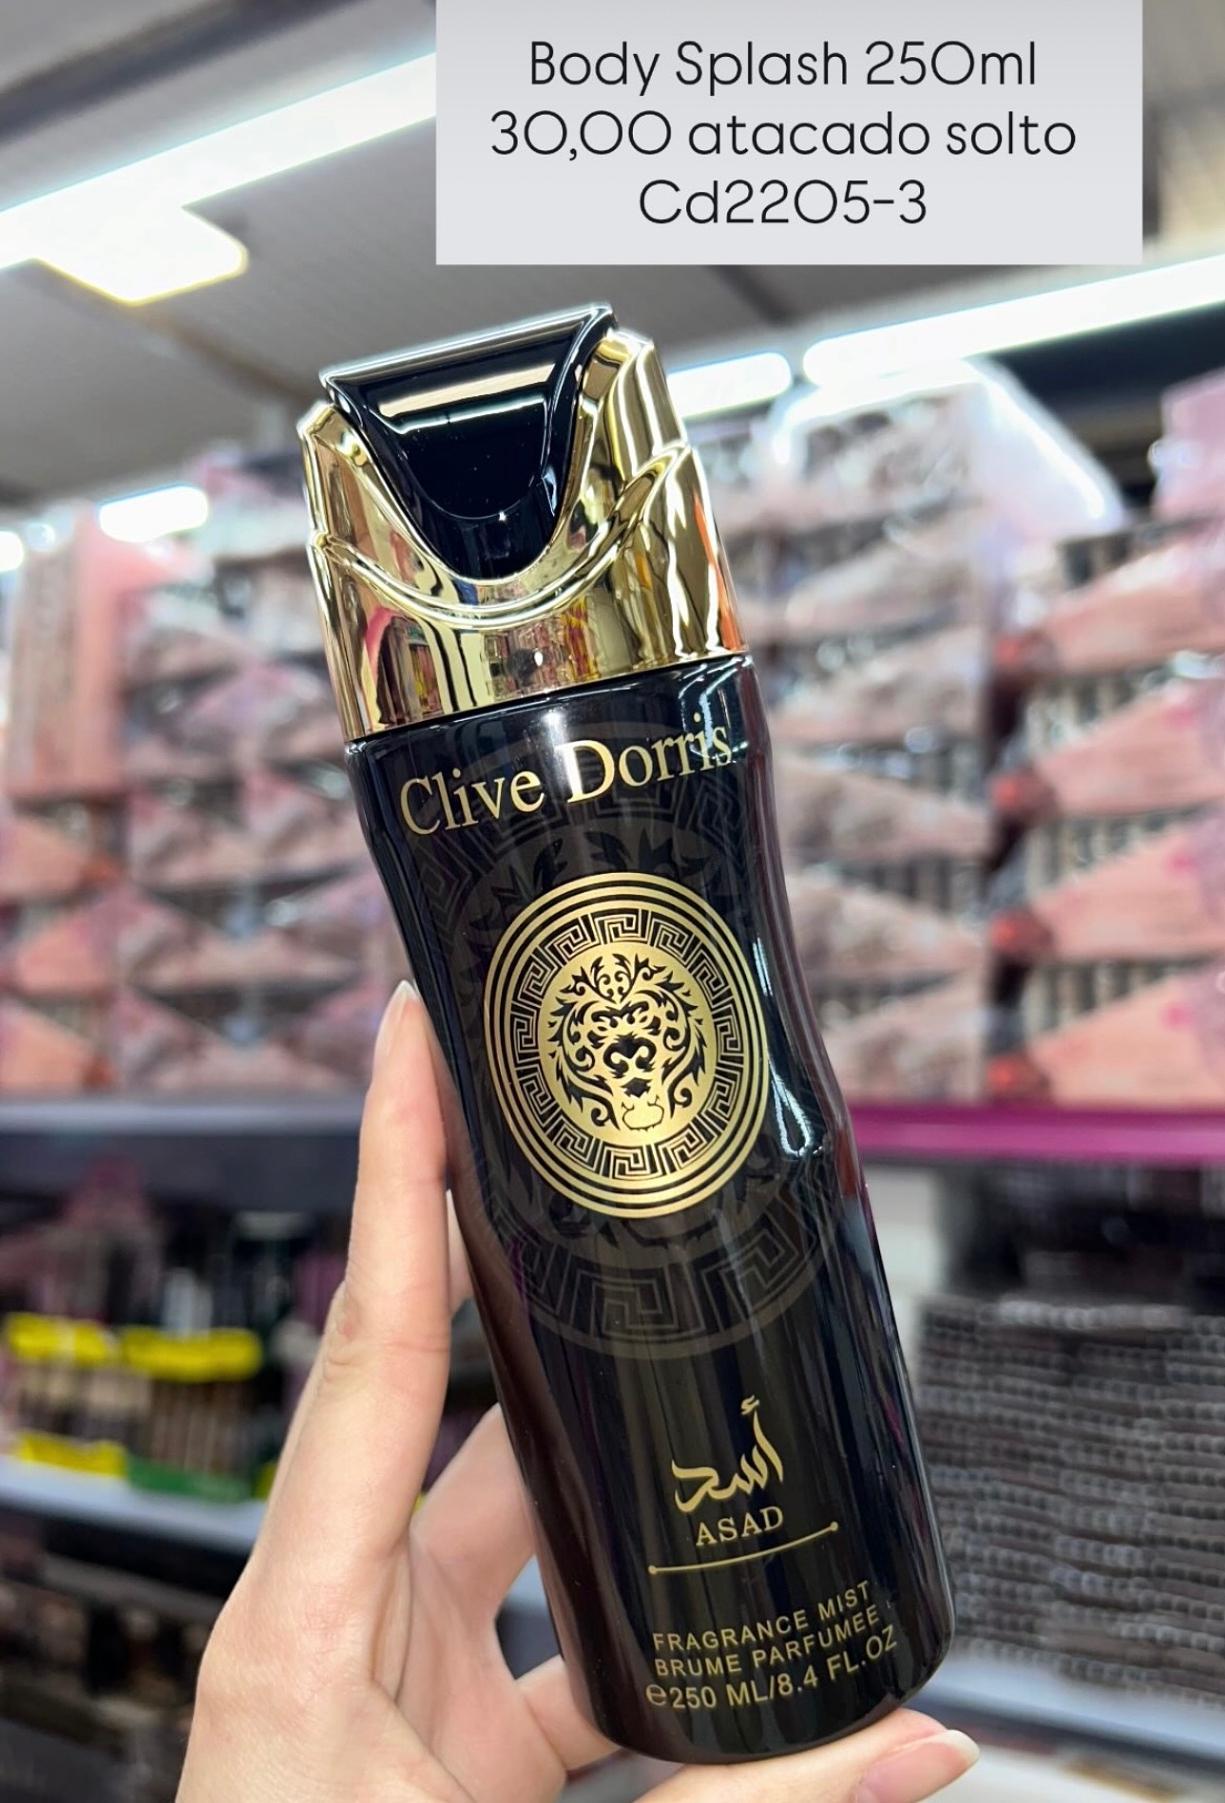 Body Splash 250ml
30,00 atacado solto
Cd2205-3
Clive Dorris
أسد
ASAD
FRAGRANCE MIST
BRUME PARFUMEE
℮250 ML/8.4 FL.OZ